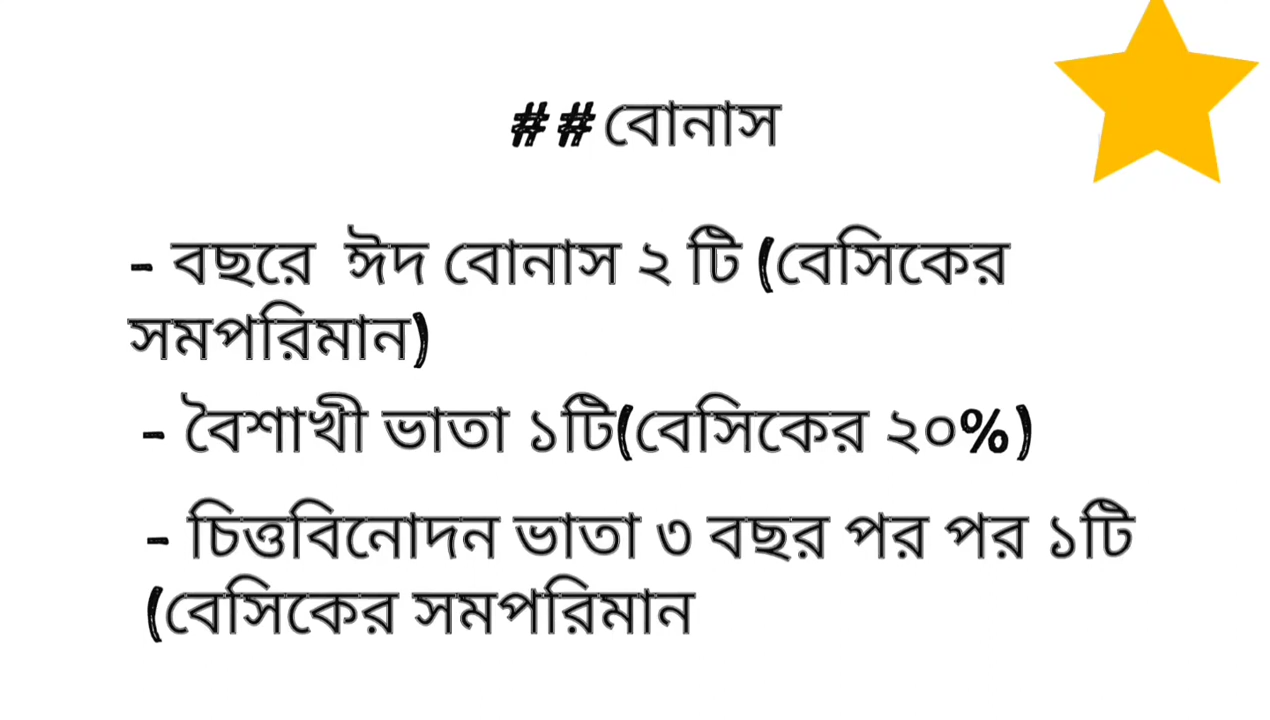 ##বোনাস
- বছরে ঈদ বোনাস ২ টি (বেসিকের
সমপরিমান)
- বৈশাখী ভাতা ১টি(বেসিকের ২০%)
- চিত্তবিনোদন ভাতা ৩ বছর পর পর ১টি
(বেসিকের সমপরিমান